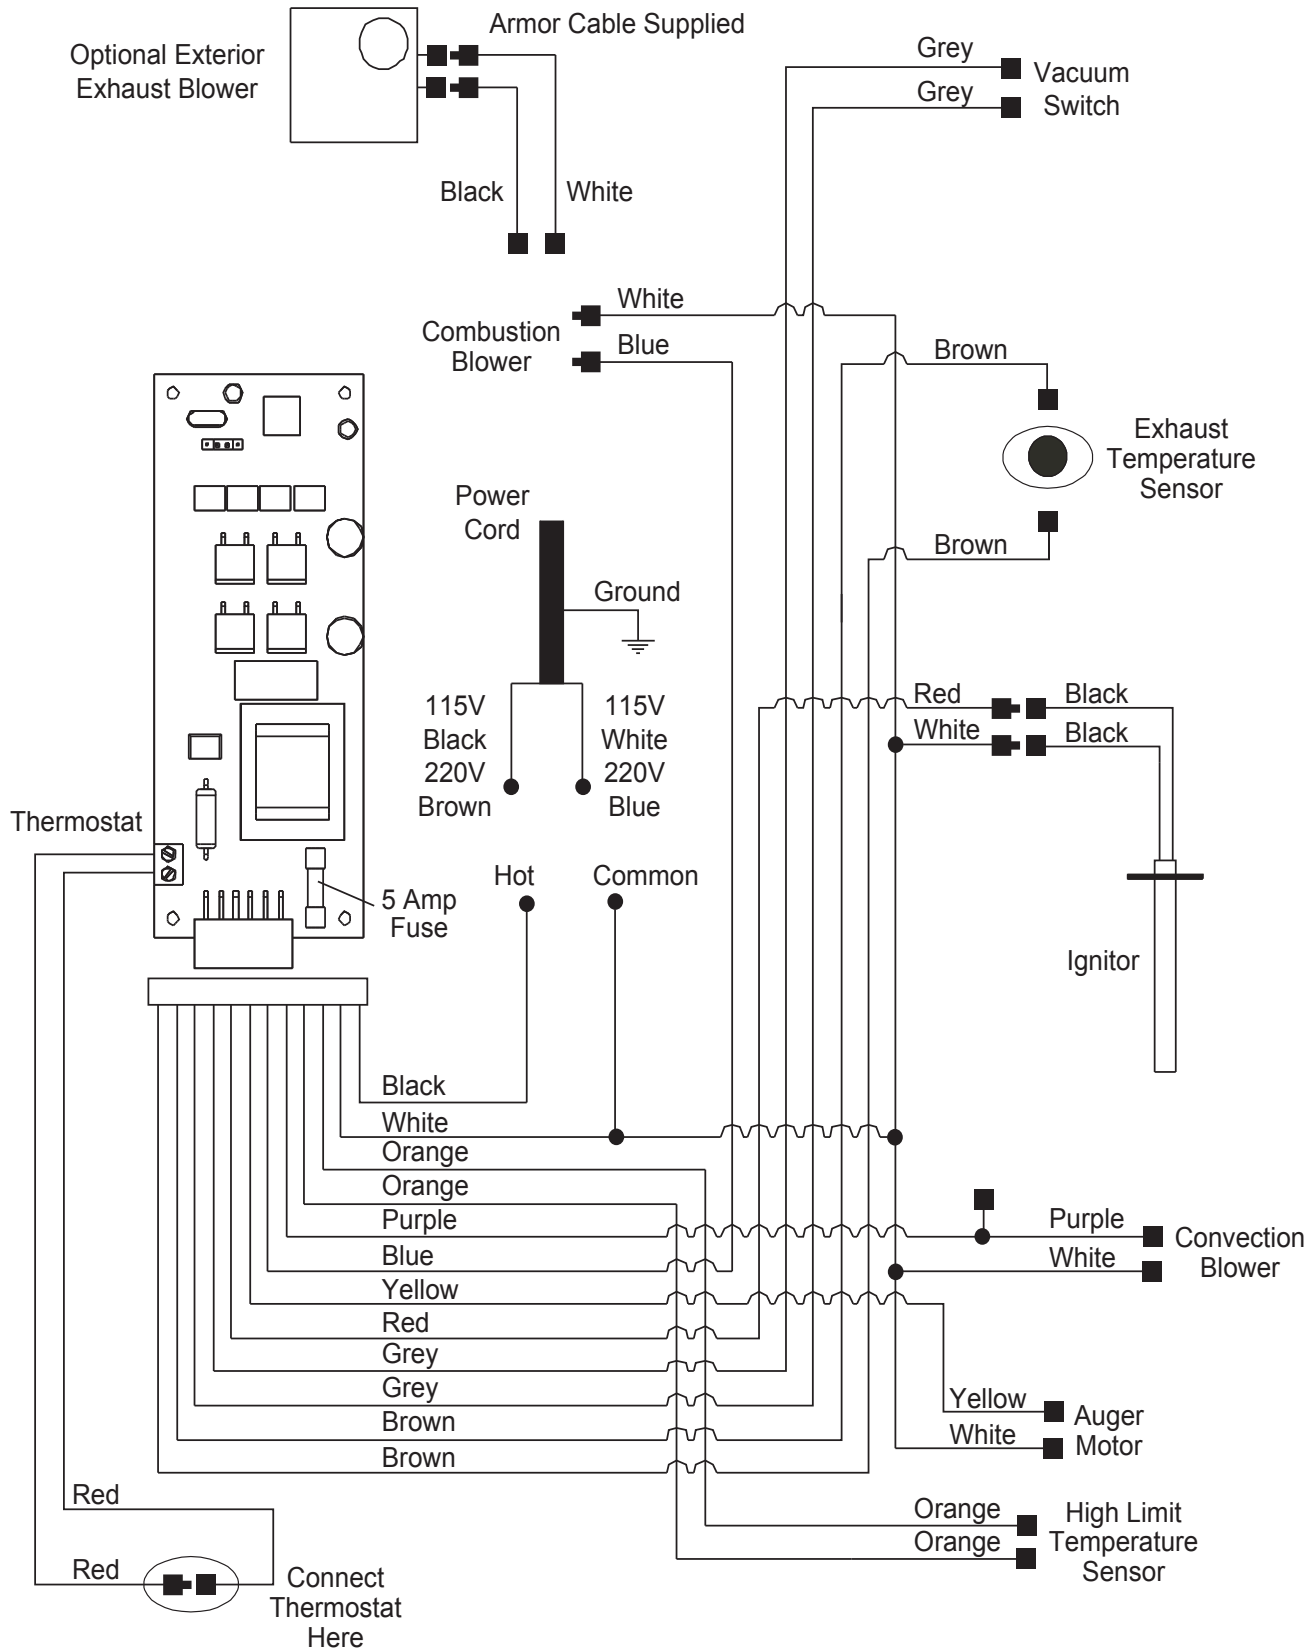 Armor Cable Supplied
Optional Exterior
Exhaust Blower
Grey
Vacuum
Grey
Switch
Black
White
White
Combustion
Blower
Blue
Brown
Exhaust
Temperature
Sensor
Power
Cord
Brown
Ground
115V
Black
220V
Brown
115V
White
220V
Blue
Red
Black
White
Black
Thermostat
Hot
Common
5 Amp
Fuse
Ignitor
Black
White
Orange
Orange
Purple
Blue
Yellow
Red
Grey
Grey
Brown
Brown
Purple
White
Convection
Blower
Yellow
White
Auger
Motor
Orange
Orange
High Limit
Temperature
Sensor
Red
Red
Connect
Thermostat
Here